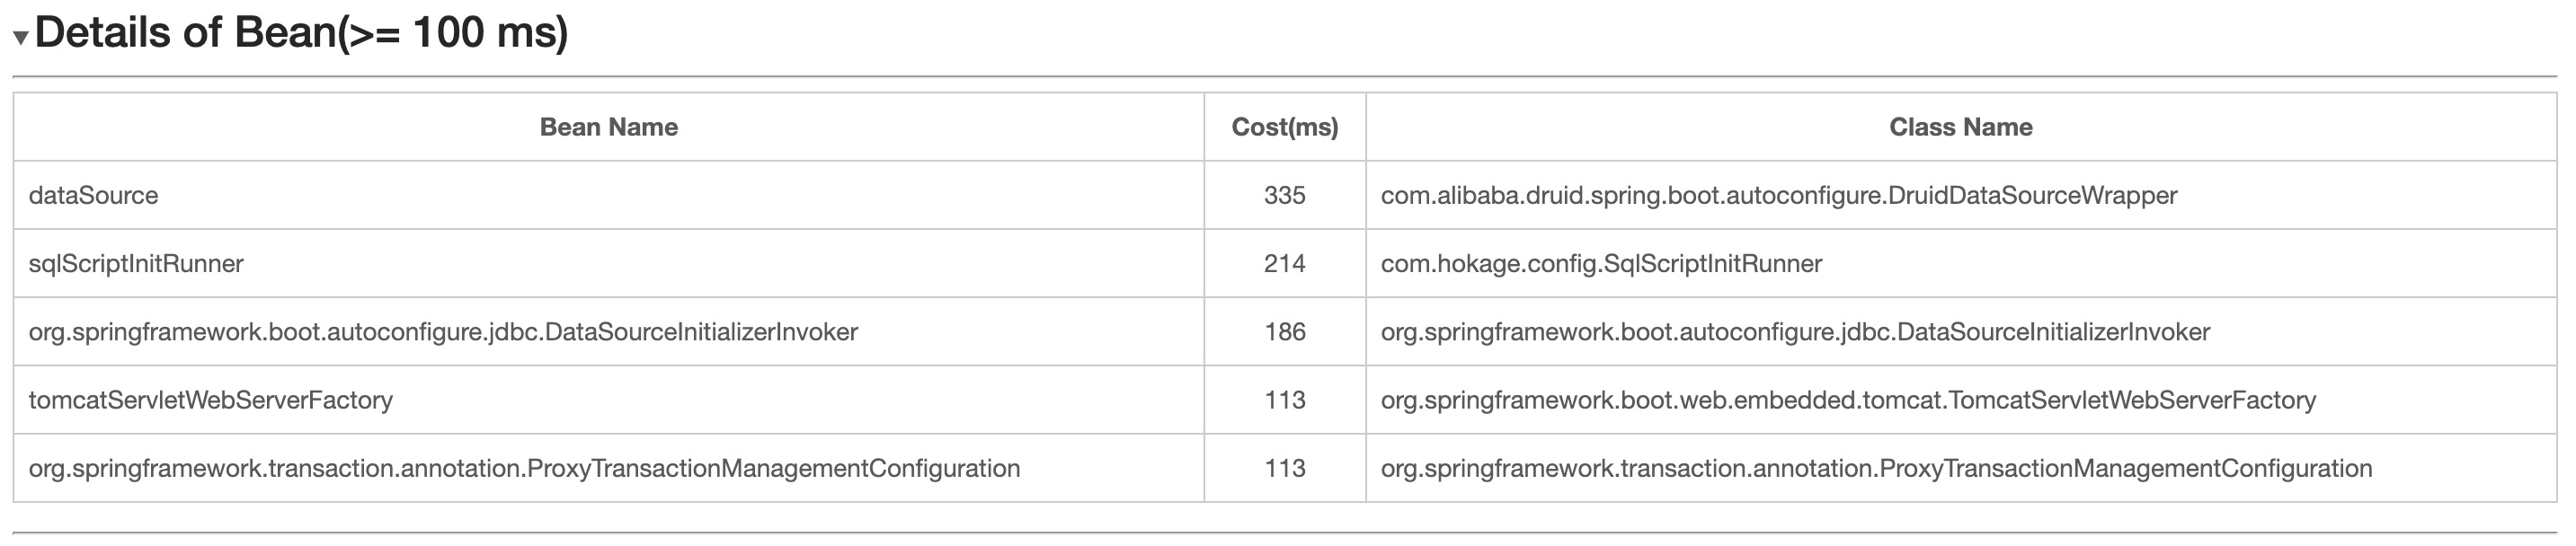 ▾Details of Bean(>= 100 ms)
Bean Name Cost(ms) Class Name
dataSource 335 com.alibaba.druid.spring.boot.autoconfigure.DruidDataSourceWrapper
sqlScriptInitRunner 214 com.hokage.config.SqlScriptInitRunner
org.springframework.boot.autoconfigure.jdbc.DataSourceInitializerInvoker 186 org.springframework.boot.autoconfigure.jdbc.DataSourceInitializerInvoker
tomcatServletWebServerFactory 113 org.springframework.boot.web.embedded.tomcat.TomcatServletWebServerFactory
org.springframework.transaction.annotation.ProxyTransactionManagementConfiguration 113 org.springframework.transaction.annotation.ProxyTransactionManagementConfiguration